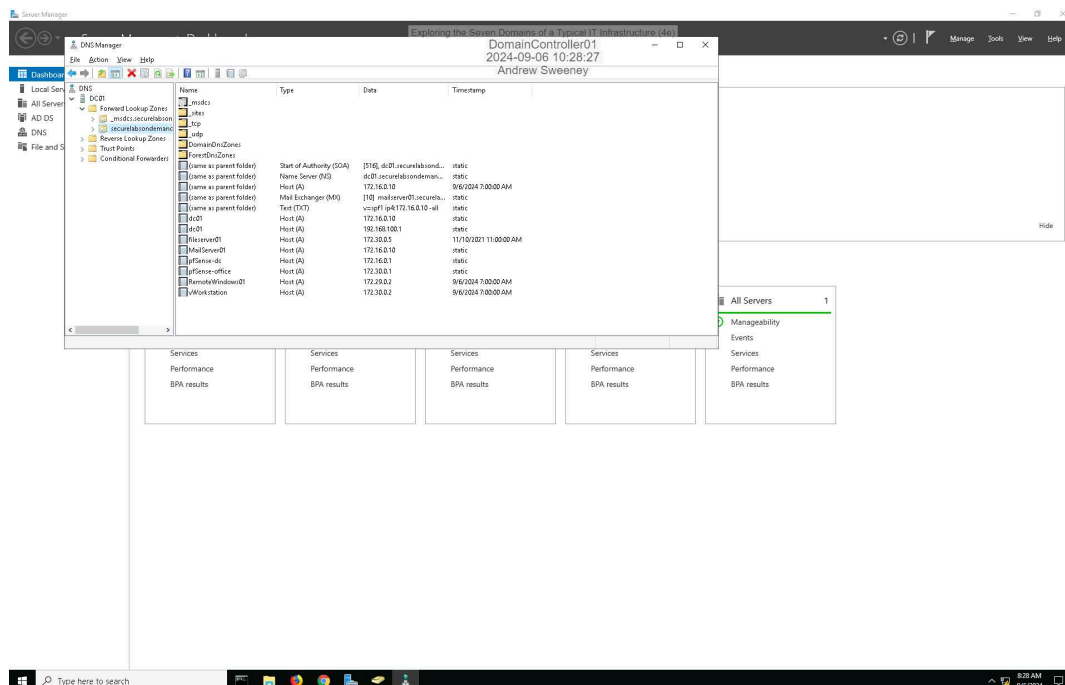 Server Manager
Exploring the Seven Domains of a Typical IT Infrastructure (4e)
DomainController01
2024-09-06 10:28:27
Andrew Sweeney
Manage Tools View Help
DNS Manager
File Action View Help
Dashboar
Local Serv
All Server
AD DS
DNS
File and S
DNS
DC01
Forward Lookup Zones
_msdcs.securelabson
securelabsondemanc
Reverse Lookup Zones
Trust Points
Conditional Forwarders
Name Type Data Timestamp
_msdcs
_sites
_tcp
_udp
DomainDnsZones
ForestDnsZones
(same as parent folder) Start of Authority (SOA) [516], dc01.securelabsond... static
(same as parent folder) Name Server (NS) dc01.securelabsondeman... static
(same as parent folder) Host (A) 172.16.0.10 9/6/2024 7:00:00 AM
(same as parent folder) Mail Exchanger (MX) [10] mailserver01.securela... static
(same as parent folder) Text (TXT) v=spf1 ip4:172.16.0.10 -all static
dc01 Host (A) 172.16.0.10 static
dc01 Host (A) 192.168.100.1 static
fileserver01 Host (A) 172.30.0.5 11/10/2021 11:00:00 AM
MailServer01 Host (A) 172.16.0.10 static
pfSense-dc Host (A) 172.16.0.1 static
pfSense-office Host (A) 172.30.0.1 static
RemoteWindows01 Host (A) 172.29.0.2 9/6/2024 7:00:00 AM
vWorkstation Host (A) 172.30.0.2 9/6/2024 7:00:00 AM
Hide
All Servers 1
Manageability
Events
Services Services Services Services Services
Performance Performance Performance Performance Performance
BPA results BPA results BPA results BPA results BPA results
Type here to search
8:28 AM